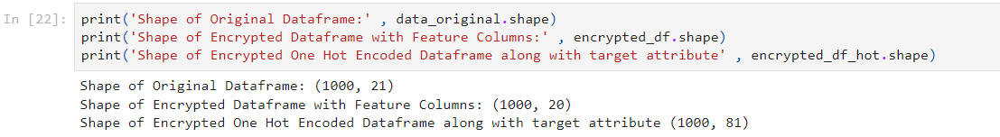 In [22]: print('Shape of Original Dataframe:' , data_original.shape)
print('Shape of Encrypted Dataframe with Feature Columns:' , encrypted_df.shape)
print('Shape of Encrypted One Hot Encoded Dataframe along with target attribute' , encrypted_df_hot.shape)
Shape of Original Dataframe: (1000, 21)
Shape of Encrypted Dataframe with Feature Columns: (1000, 20)
Shape of Encrypted One Hot Encoded Dataframe along with target attribute (1000, 81)